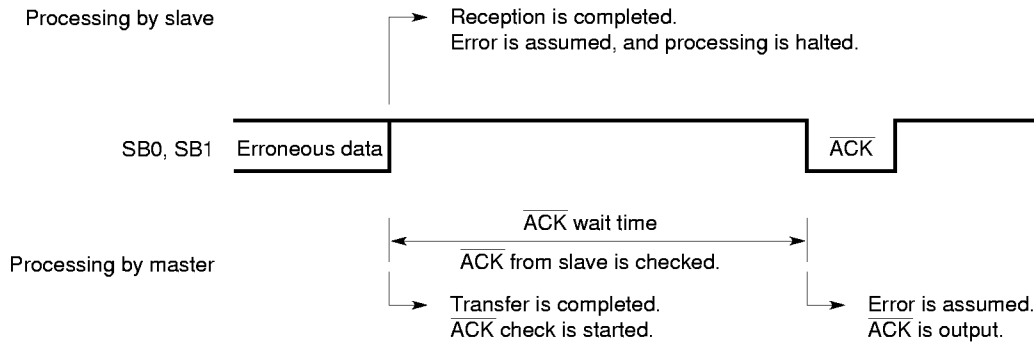 Processing by slave
Reception is completed.
Error is assumed, and processing is halted.
SB0, SB1
Erroneous data
ACK
ACK wait time
Processing by master
ACK from slave is checked.
Transfer is completed.
ACK check is started.
Error is assumed.
ACK is output.